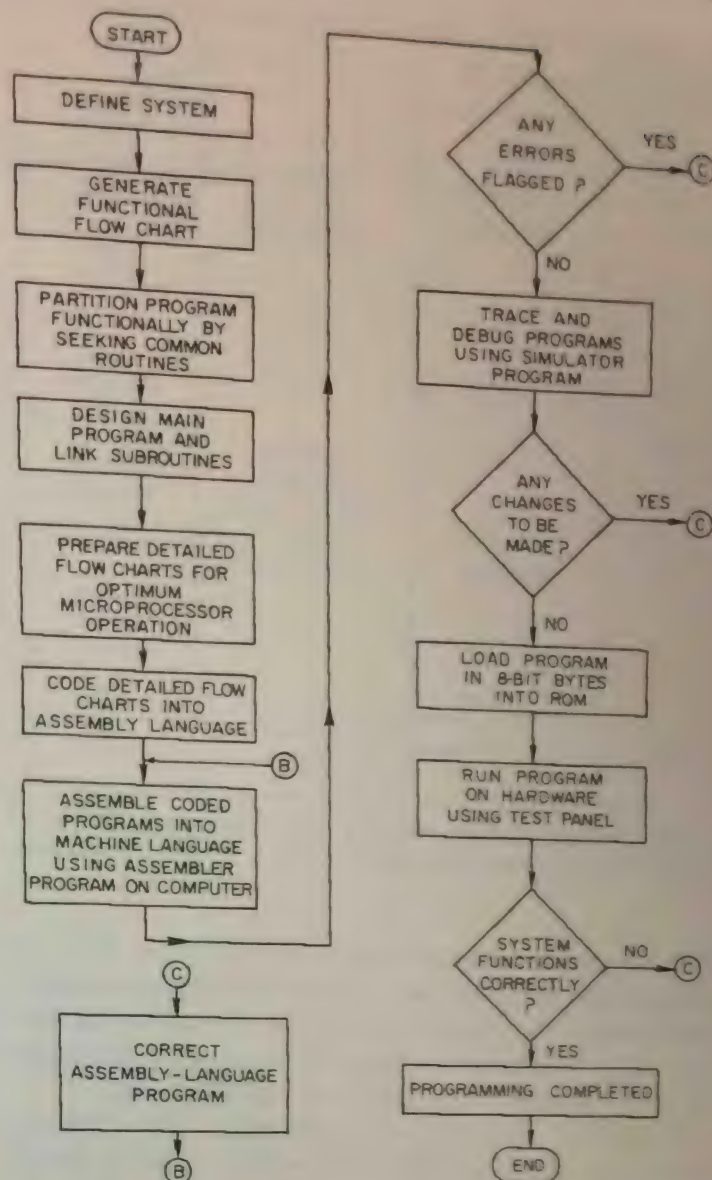 START
DEFINE SYSTEM
GENERATE
FUNCTIONAL
FLOW CHART
PARTITION PROGRAM
FUNCTIONALLY BY
SEEKING COMMON
ROUTINES
DESIGN MAIN
PROGRAM AND
LINK SUBROUTINES
PREPARE DETAILED
FLOW CHARTS FOR
OPTIMUM
MICROPROCESSOR
OPERATION
CODE DETAILED FLOW
CHARTS INTO
ASSEMBLY LANGUAGE
B
ASSEMBLE CODED
PROGRAMS INTO
MACHINE LANGUAGE
USING ASSEMBLER
PROGRAM ON COMPUTER
C
CORRECT
ASSEMBLY-LANGUAGE
PROGRAM
B
ANY
ERRORS
FLAGGED ?
YES
C
NO
TRACE AND
DEBUG PROGRAMS
USING SIMULATOR
PROGRAM
ANY
CHANGES
TO BE
MADE ?
YES
C
NO
LOAD PROGRAM
IN 8-BIT BYTES
INTO ROM
RUN PROGRAM
ON HARDWARE
USING TEST PANEL
SYSTEM
FUNCTIONS
CORRECTLY
?
NO
C
YES
PROGRAMMING COMPLETED
END